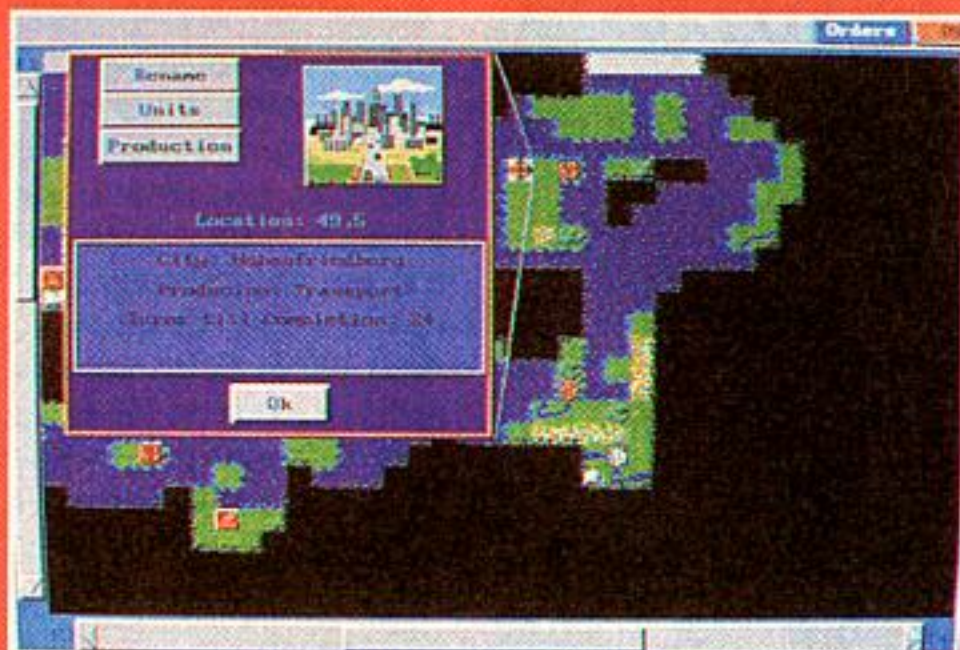 Orders
Rename
Units
Production
Location: 49,5
City:
Production: Transport
Turns till Completion: 24
Ok